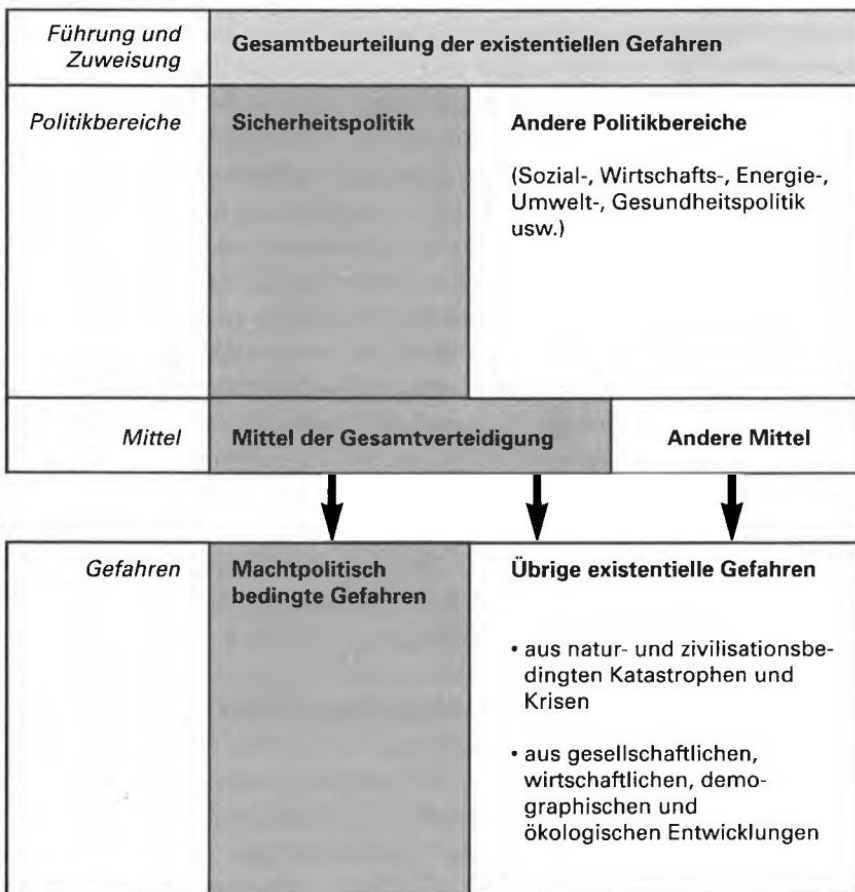 Führung und
Zuweisung
Gesamtbeurteilung der existentiellen Gefahren
Politikbereiche
Sicherheitspolitik
Andere Politikbereiche
(Sozial-, Wirtschafts-, Energie-,
Umwelt-, Gesundheitspolitik
usw.)
Mittel
Mittel der Gesamtverteidigung
Andere Mittel
Gefahren
Machtpolitisch
bedingte Gefahren
Übrige existentielle Gefahren
• aus natur- und zivilisationsbe-
dingten Katastrophen und
Krisen
• aus gesellschaftlichen,
wirtschaftlichen, demo-
graphischen und
ökologischen Entwicklungen